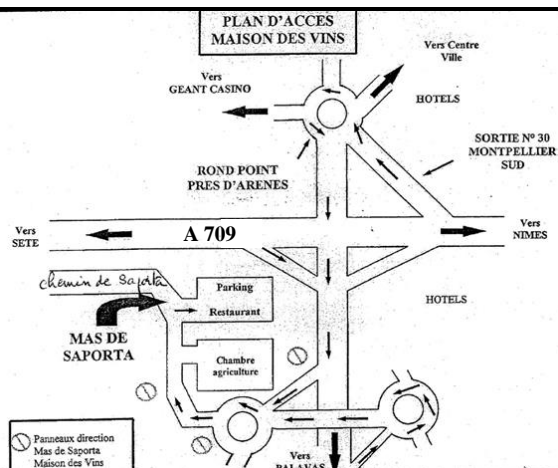 PLAN D'ACCES
MAISON DES VINS
Vers Centre
Ville
Vers
GEANT CASINO
HOTELS
SORTIE Nº 30
MONTPELLIER
SUD
ROND POINT
PRES D'ARENES
Vers
SETE
A 709
Vers
NIMES
chemin de Saporta
Parking
Restaurant
HOTELS
MAS DE
SAPORTA
Chambre
agriculture
Panneaux direction
Mas de Saporta
Maison des Vins
Vers
PALAVAS